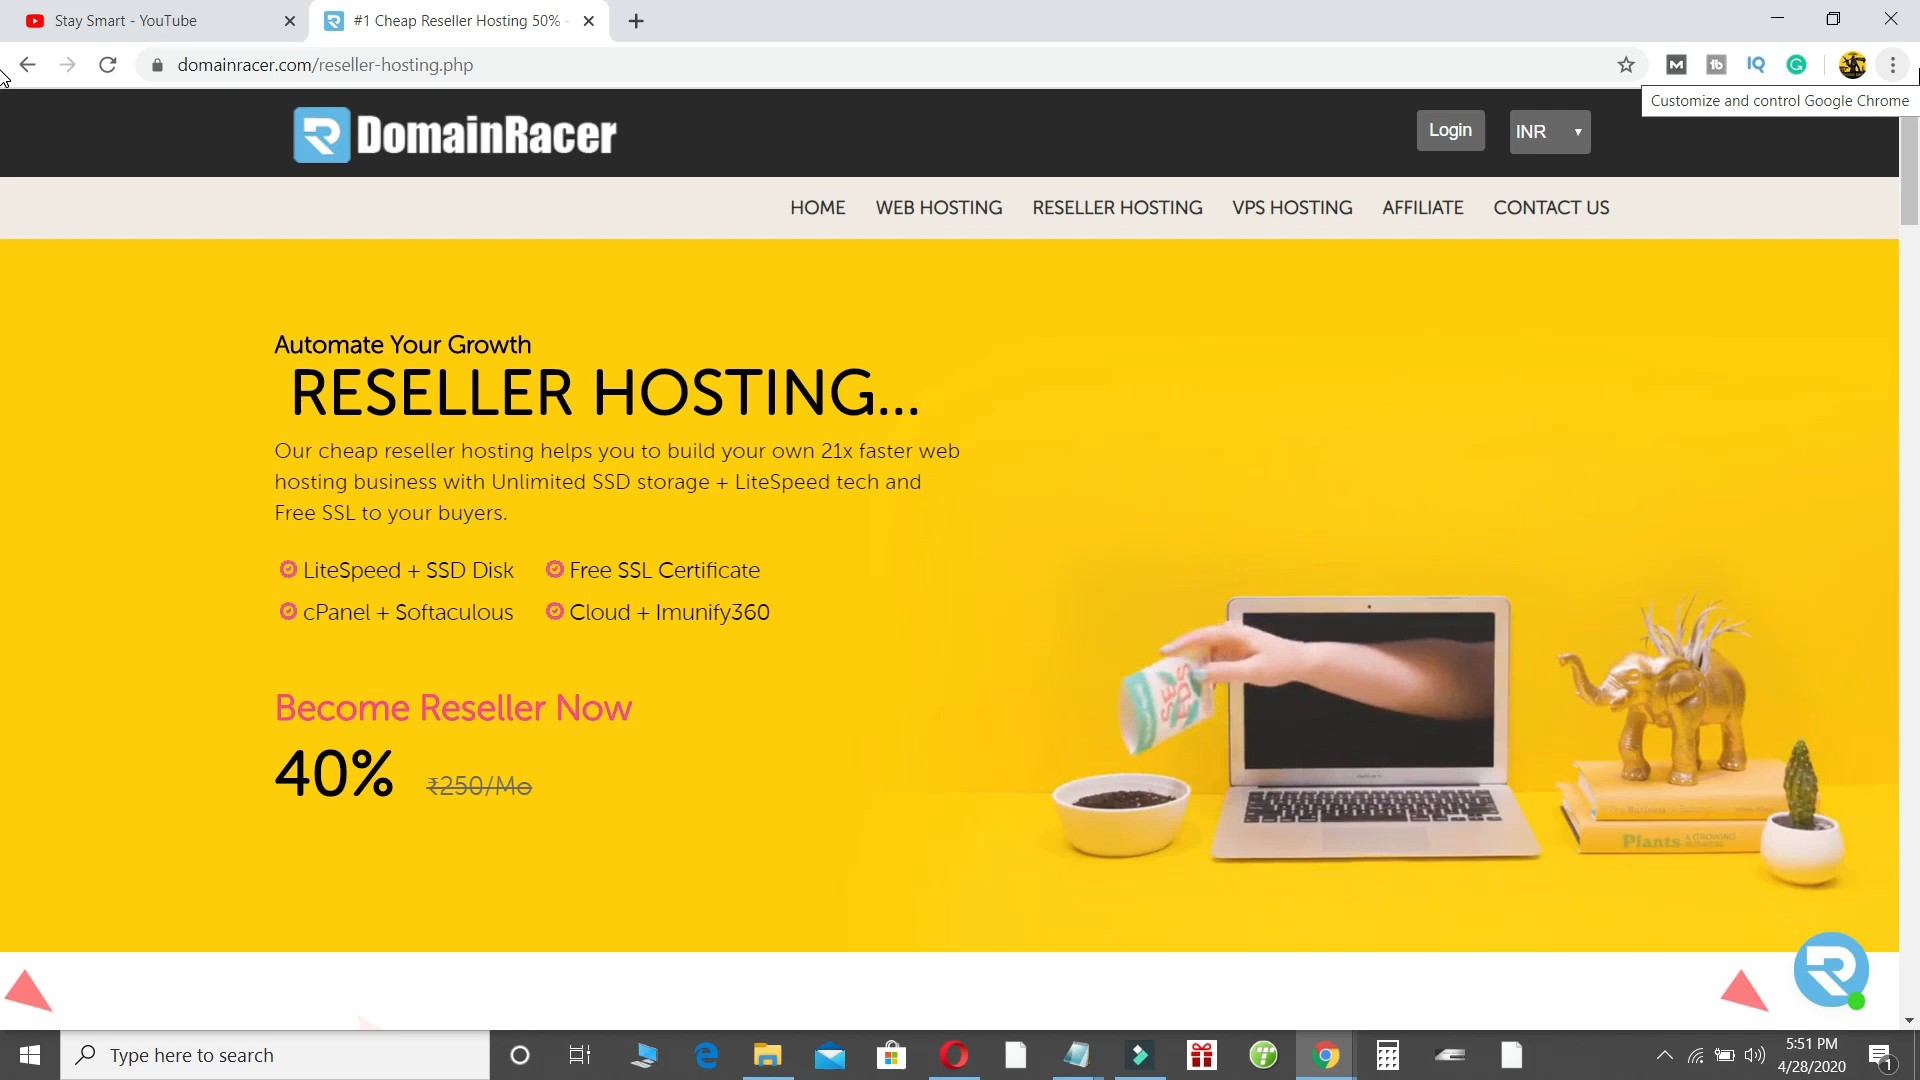 Stay Smart - YouTube
#1 Cheap Reseller Hosting 50% -
domainracer.com/reseller-hosting.php
Customize and control Google Chrome
DomainRacer
Login
INR
HOME
WEB HOSTING
RESELLER HOSTING
VPS HOSTING
AFFILIATE
CONTACT US
Automate Your Growth
RESELLER HOSTING...
Our cheap reseller hosting helps you to build your own 21x faster web
hosting business with Unlimited SSD storage + LiteSpeed tech and
Free SSL to your buyers.
LiteSpeed + SSD Disk
Free SSL Certificate
cPanel + Softaculous
Cloud + Imunify360
SEEDS
Become Reseller Now
40% ₹250/Mo
Plants
Type here to search
5:51 PM
4/28/2020
1